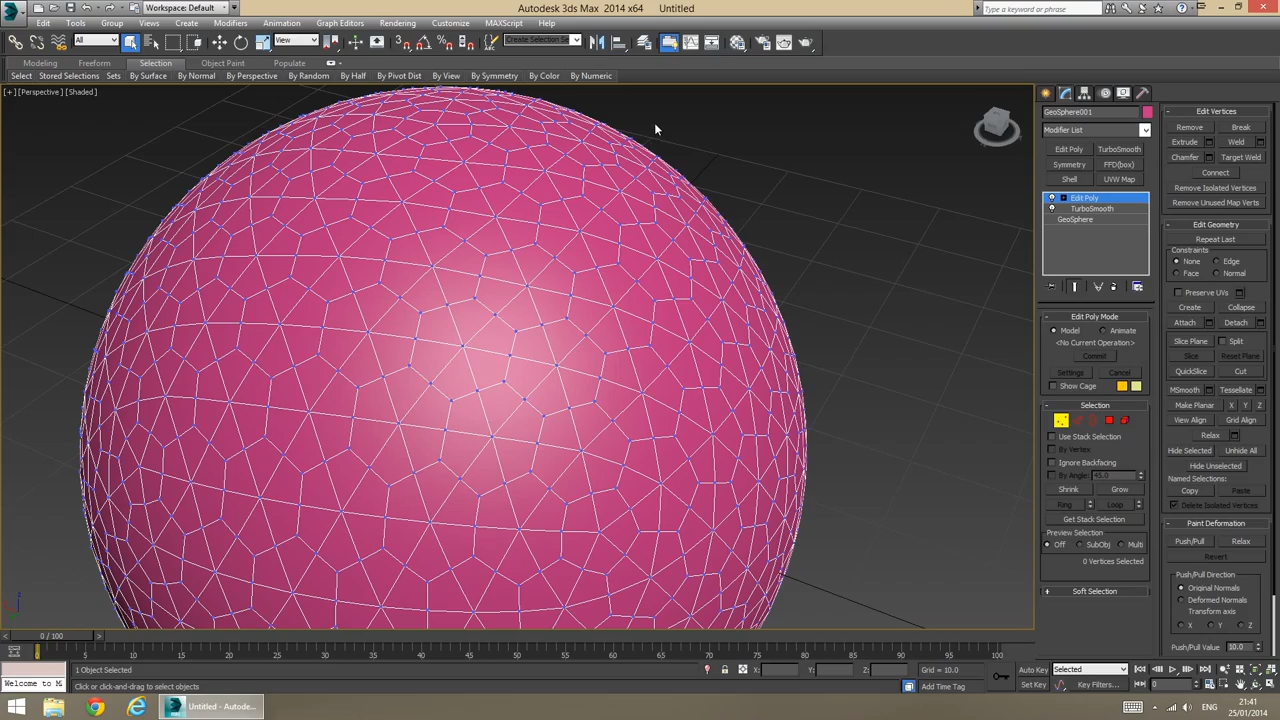 Workspace: Default
Autodesk 3ds Max 2014 x64 Untitled
Type a keyword or phrase
Edit Tools Group Views Create Modifiers Animation Graph Editors Rendering Customize MAXScript Help
All
View
Create Selection Se
Modeling Freeform Selection Object Paint Populate
Select Stored Selections Sets By Surface By Normal By Perspective By Random By Half By Pivot Dist By View By Symmetry By Color By Numeric
[+] [Perspective] [Shaded]
GeoSphere001
Modifier List
Edit Poly TurboSmooth
Symmetry FFD(box)
Shell UVW Map
Edit Poly
TurboSmooth
GeoSphere
Edit Poly Mode
Model Animate
<No Current Operation>
Commit
Settings Cancel
Show Cage
Selection
Use Stack Selection
By Vertex
Ignore Backfacing
By Angle: 45.0
Shrink Grow
Ring Loop
Get Stack Selection
Preview Selection
Off SubObj Multi
0 Vertices Selected
Soft Selection
Edit Vertices
Remove Break
Extrude Weld
Chamfer Target Weld
Connect
Remove Isolated Vertices
Remove Unused Map Verts
Edit Geometry
Repeat Last
Constraints
None Edge
Face Normal
Preserve UVs
Create Collapse
Attach Detach
Slice Plane Split
Slice Reset Plane
QuickSlice Cut
MSmooth Tessellate
Make Planar X Y Z
View Align Grid Align
Relax
Hide Selected Unhide All
Hide Unselected
Named Selections:
Copy Paste
Delete Isolated Vertices
Paint Deformation
Push/Pull Relax
Revert
Push/Pull Direction
Original Normals
Deformed Normals
Transform axis
X Y Z
Push/Pull Value 10.0
0 / 100
0 5 10 15 20 25 30 35 40 45 50 55 60 65 70 75 80 85 90 95 100
1 Object Selected
X: Y: Z: Grid = 10.0
Auto Key Selected
Welcome to M
Click or click-and-drag to select objects
Add Time Tag
Set Key Key Filters...
0
Untitled - Autode...
ENG
21:41
25/01/2014